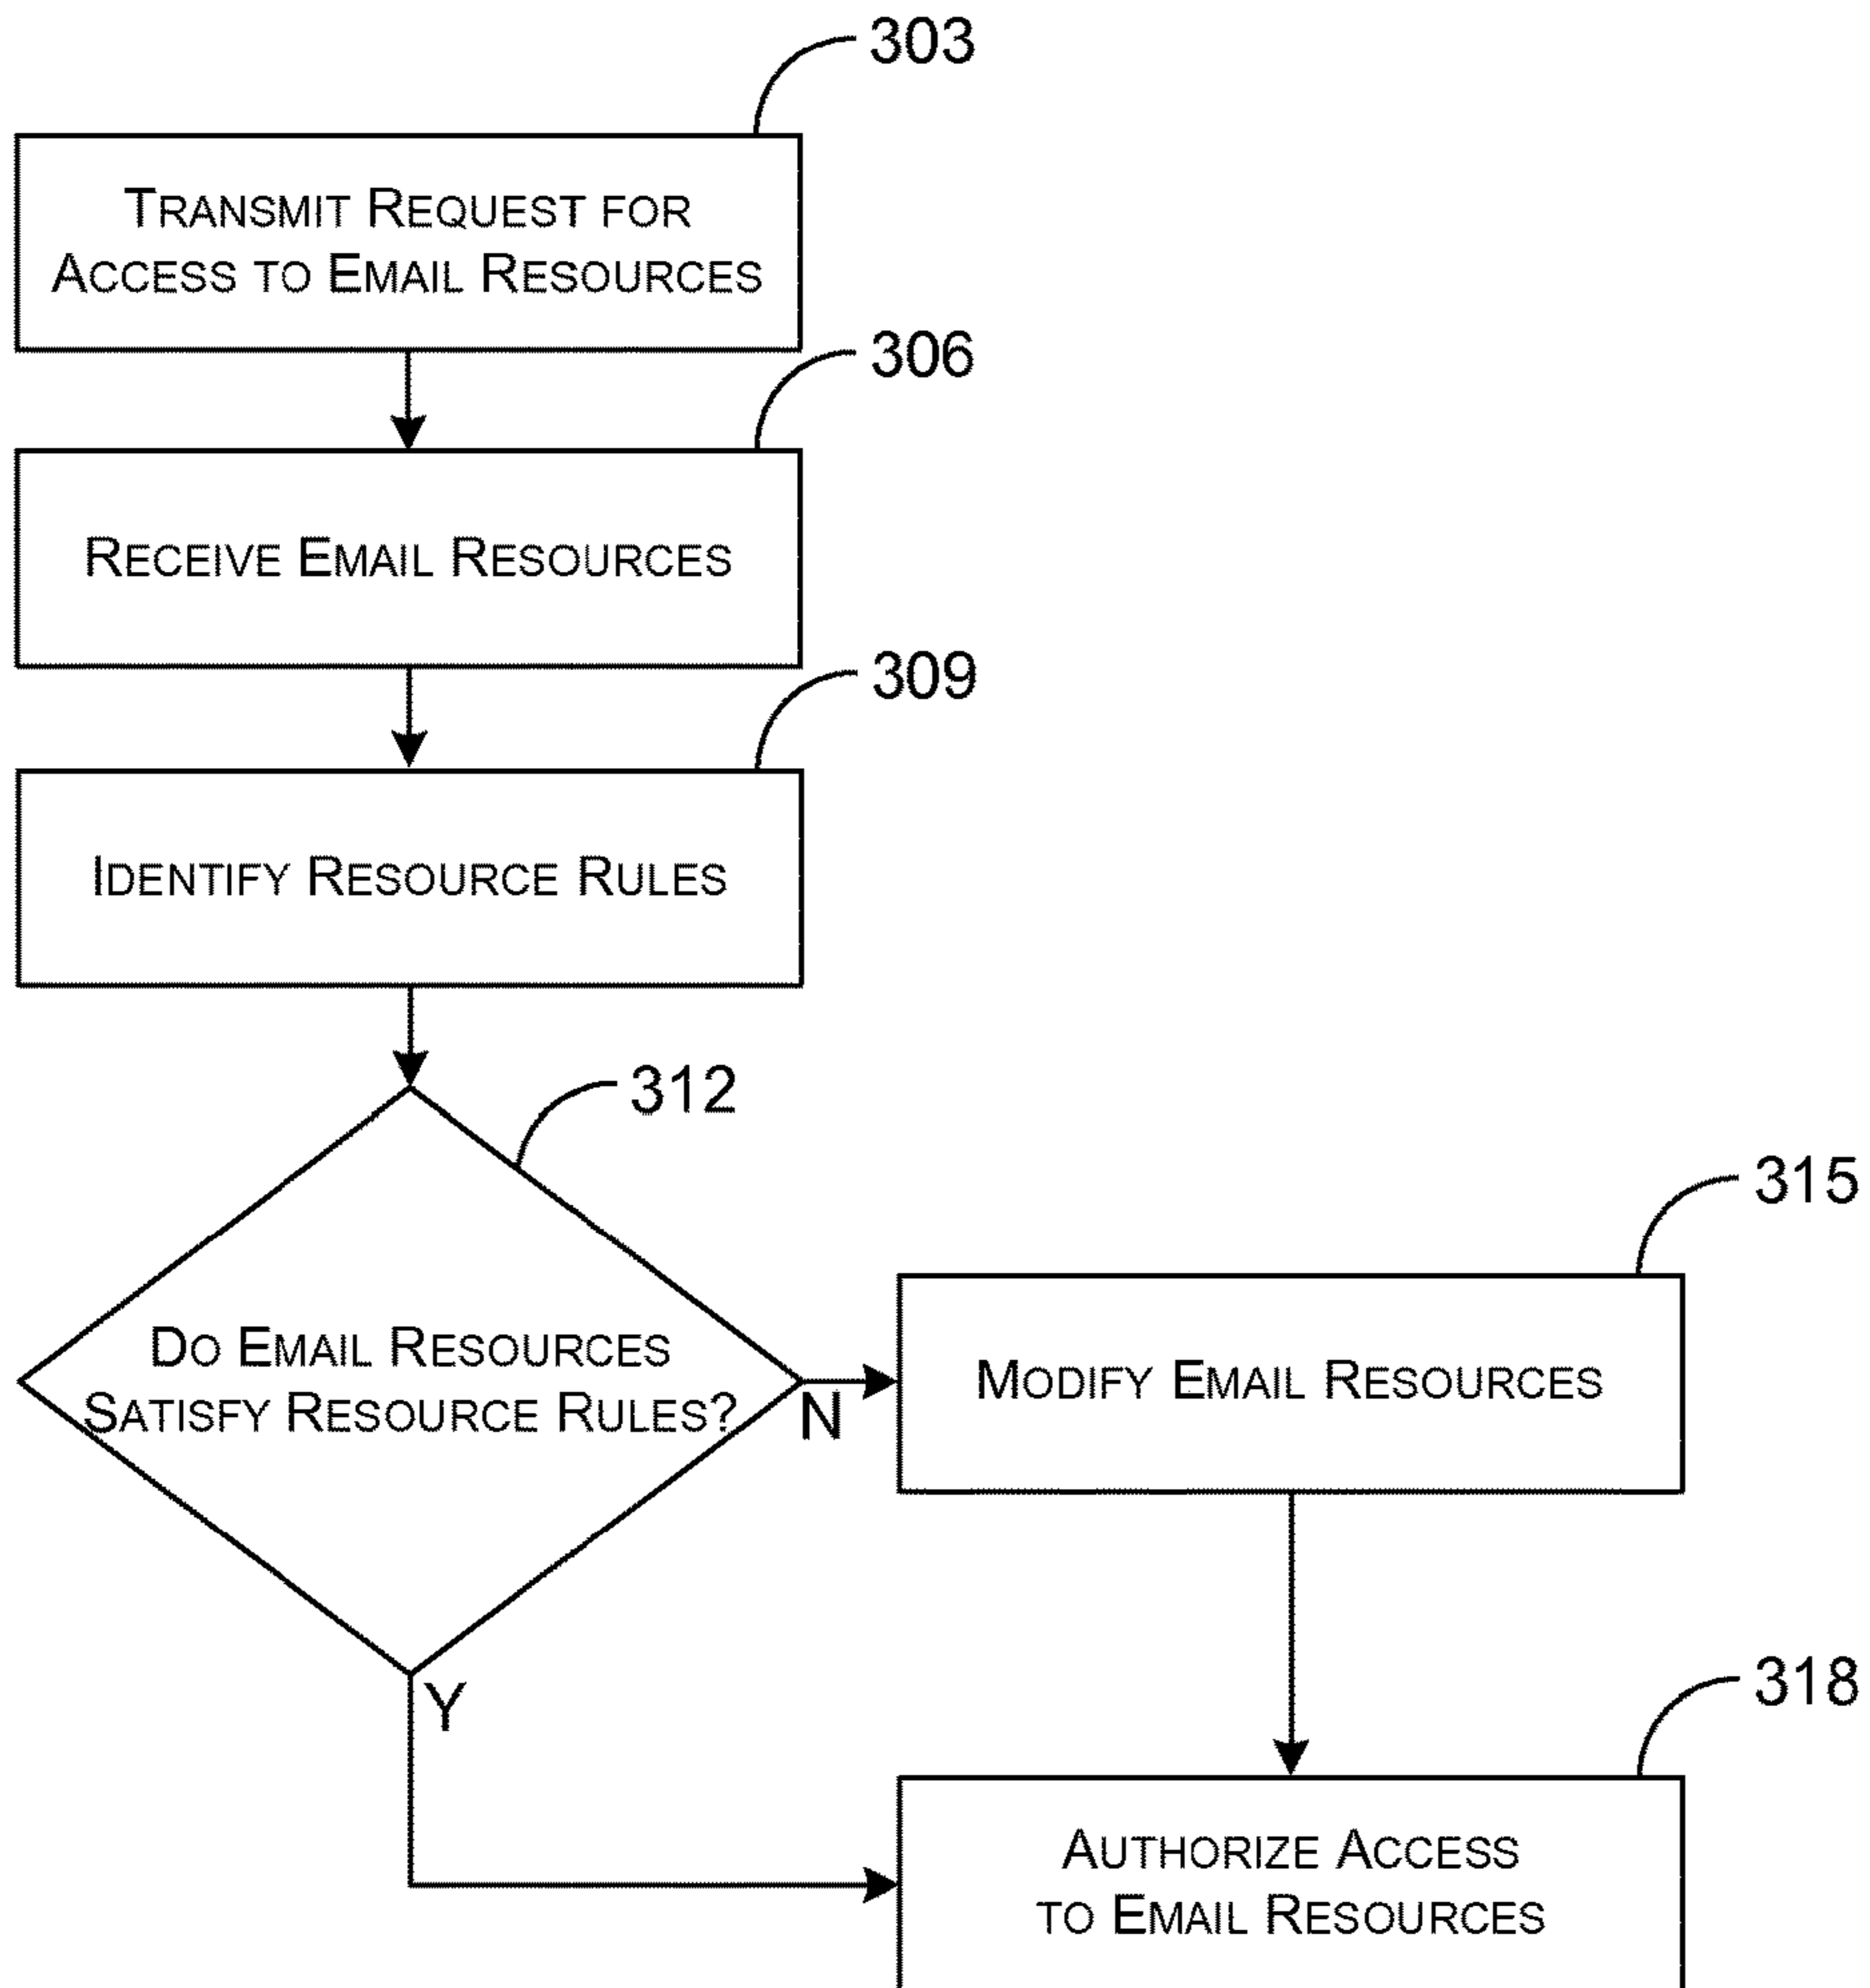 303
TRANSMIT REQUEST FOR
ACCESS TO EMAIL RESOURCES
306
RECEIVE EMAIL RESOURCES
309
IDENTIFY RESOURCE RULES
312
DO EMAIL RESOURCES
SATISFY RESOURCE RULES?
N
315
MODIFY EMAIL RESOURCES
Y
318
AUTHORIZE ACCESS
TO EMAIL RESOURCES